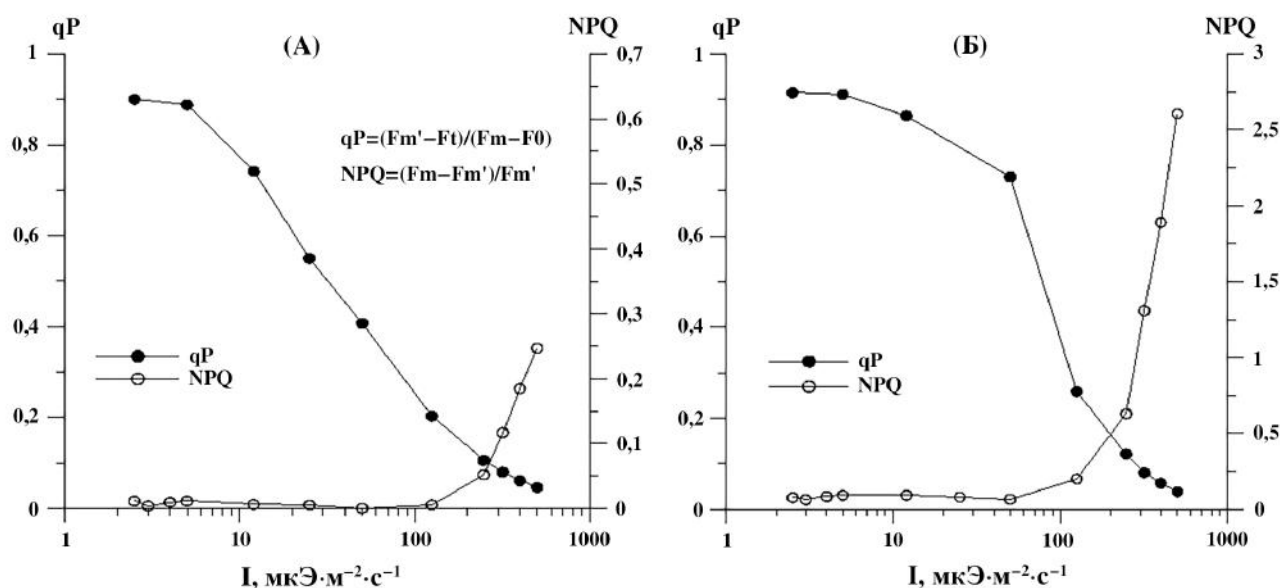 qP (А) NPQ
1 0,7
0,6
0,8 qP=(Fm'−Ft)/(Fm−F0)
NPQ=(Fm−Fm')/Fm' 0,5
0,6 0,4
0,4 0,3
qP
NPQ 0,2
0,2
0,1
0 0
1 10 100 1000
I, мкЭ·м⁻²·с⁻¹
qP (Б) NPQ
1 3
2,5
0,8
2
0,6
1,5
0,4
qP 1
NPQ
0,2 0,5
0 0
1 10 100 1000
I, мкЭ·м⁻²·с⁻¹